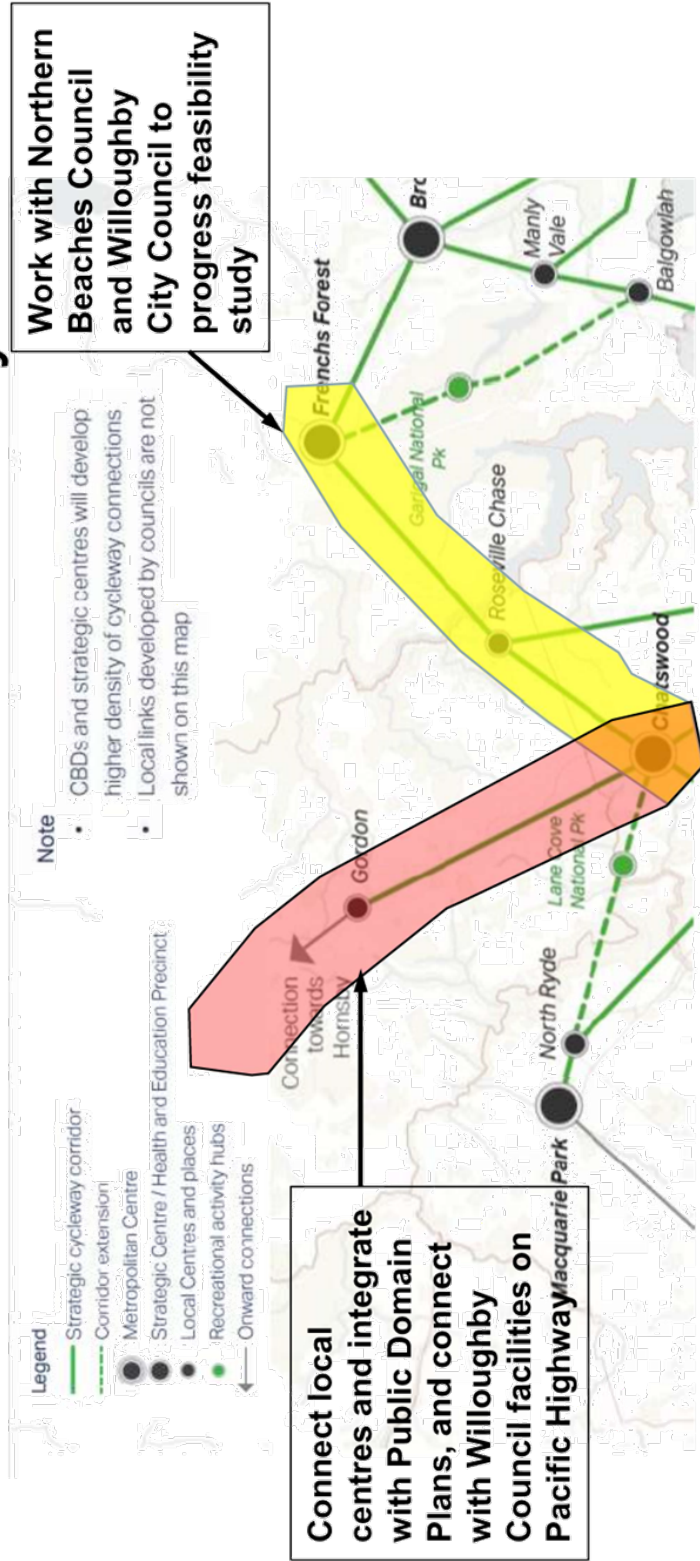 Legend
Strategic cycleway corridor
Corridor extension
Metropolitan Centre
Strategic Centre / Health and Education Precinct
Local Centres and places
Recreational activity hubs
Onward connections
Note
• CBDs and strategic centres will develop
higher density of cycleway connections
• Local links developed by councils are not
shown on this map
Work with Northern
Beaches Council
and Willoughby
City Council to
progress feasibility
study
Connect local
centres and integrate
with Public Domain
Plans, and connect
with Willoughby
Council facilities on
Pacific Highway
Connection
towards
Hornsby
Gordon
Frenchs Forest
Bro
Garigal National
Pk
Manly
Vale
Roseville Chase
Balgowlah
North Ryde
Lane Cove
National Pk
Chatswood
Macquarie Park